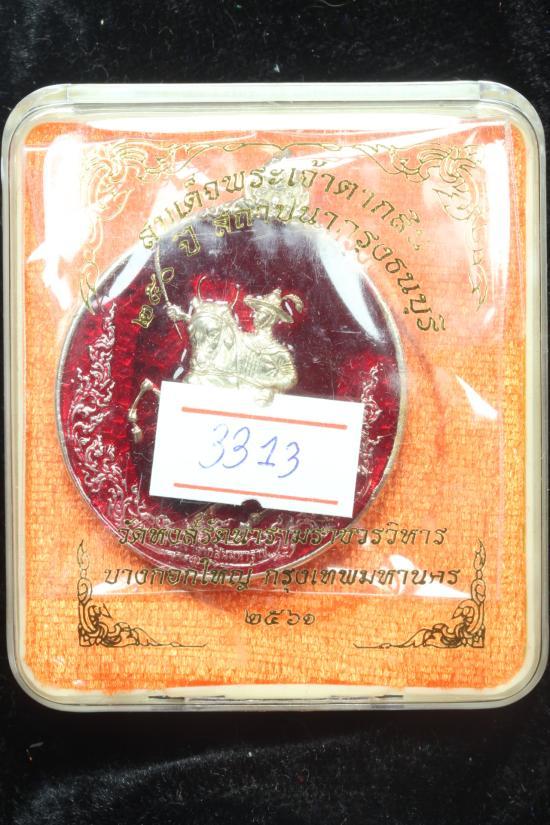 สมเด็จพระเจ้าตากสิน
๒๕๐ ปี สถาปนากรุงธนบุรี
3313
วัดหงส์รัตนารามราชวรวิหาร
บางกอกใหญ่ กรุงเทพมหานคร
๒๕๖๑